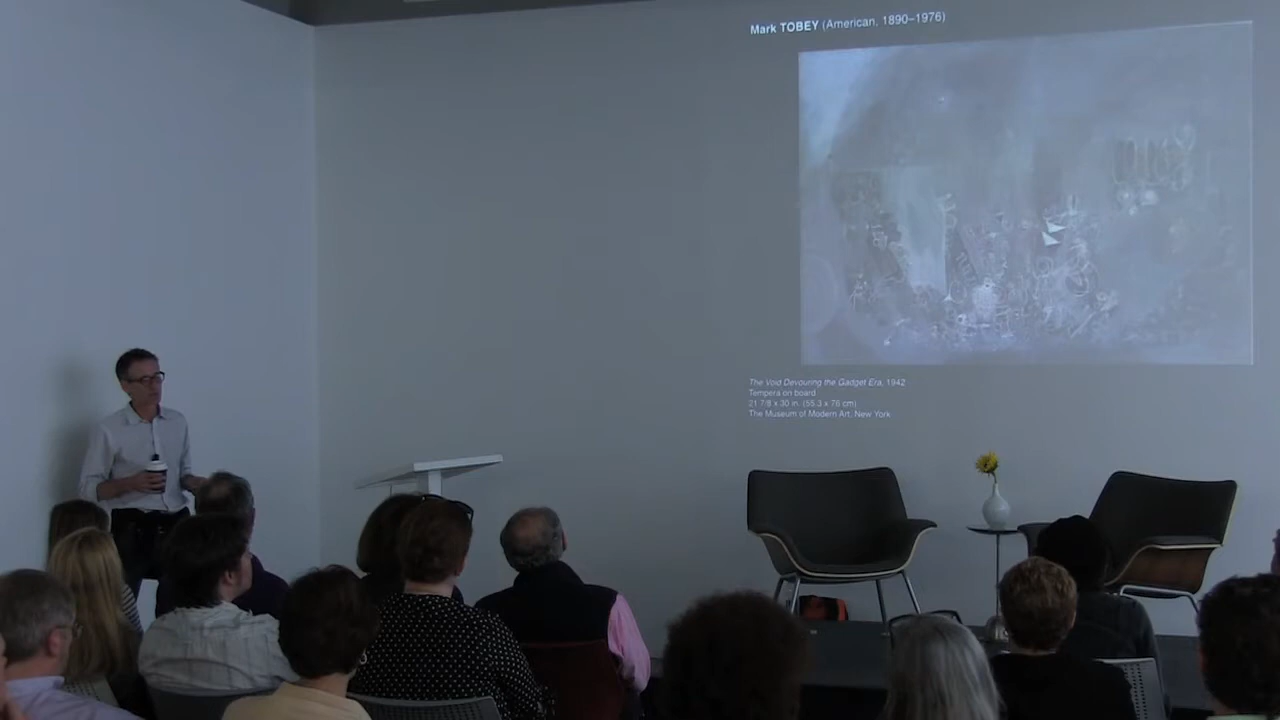 Mark TOBEY (American, 1890–1976)
The Void Devouring the Gadget Era, 1942
Tempera on board
21 7/8 x 30 in. (55.3 x 76 cm)
The Museum of Modern Art, New York